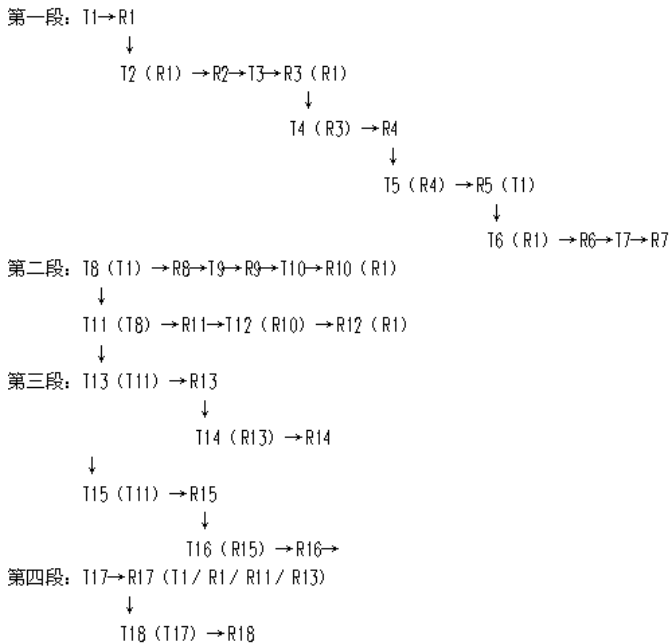 第一段：T1→R1
↓
T2（R1）→R2→T3→R3（R1）
↓
T4（R3）→R4
↓
T5（R4）→R5（T1）
↓
T6（R1）→R6→T7→R7
第二段：T8（T1）→R8→T9→R9→T10→R10（R1）
↓
T11（T8）→R11→T12（R10）→R12（R1）
↓
第三段：T13（T11）→R13
↓
T14（R13）→R14
↓
T15（T11）→R15
↓
T16（R15）→R16→
第四段：T17→R17（T1/R1/R11/R13）
↓
T18（T17）→R18